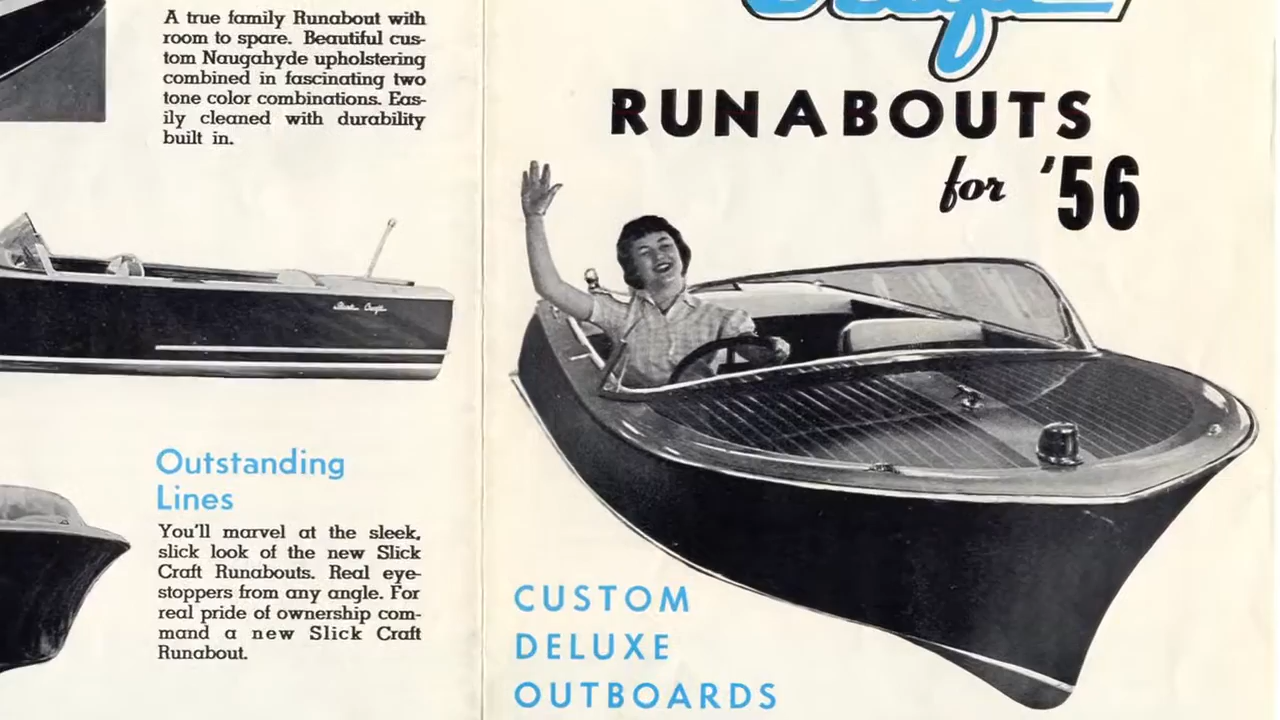 A true family Runabout with
room to spare. Beautiful cus-
tom Naugahyde upholstering
combined in fascinating two
tone color combinations. Eas-
ily cleaned with durability
built in.
Slick Craft
Outstanding
Lines
You'll marvel at the sleek,
slick look of the new Slick
Craft Runabouts. Real eye-
stoppers from any angle. For
real pride of ownership com-
mand a new Slick Craft
Runabout.
Craft
RUNABOUTS
for '56
CUSTOM
DELUXE
OUTBOARDS